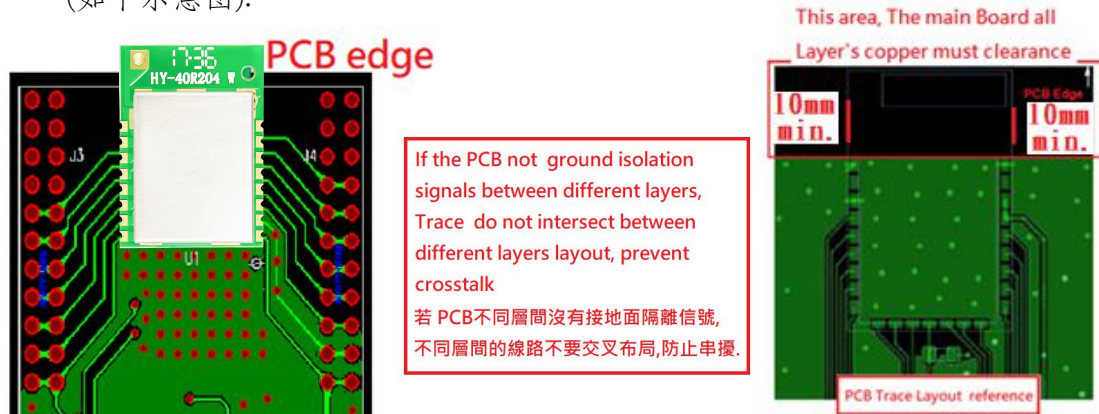 (如下示意图):
PCB edge
1736
HY-40R204 W
J3
J4
U1
If the PCB not ground isolation
signals between different layers,
Trace do not intersect between
different layers layout, prevent
crosstalk
若 PCB不同層間沒有接地面隔離信號,
不同層間的線路不要交叉布局,防止串擾.
This area, The main Board all
Layer's copper must clearance
10mm
min.
PCB Edge
10mm
min.
PCB Trace Layout reference